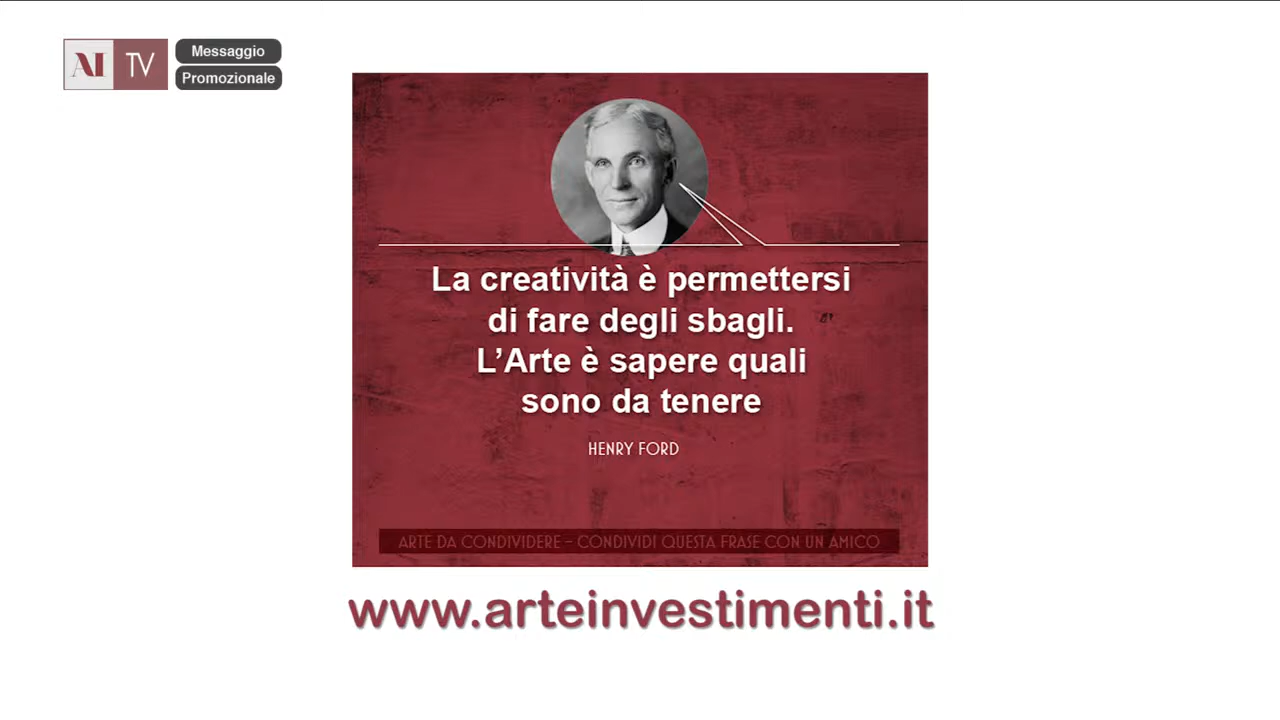 AI TV
Messaggio
Promozionale
La creatività è permettersi
di fare degli sbagli.
L'Arte è sapere quali
sono da tenere
HENRY FORD
ARTE DA CONDIVIDERE – CONDIVIDI QUESTA FRASE CON UN AMICO
www.arteinvestimenti.it